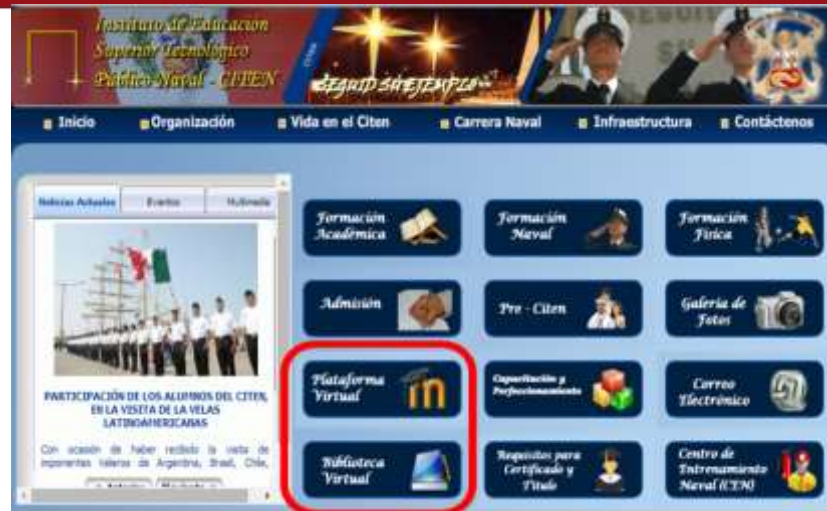 Instituto de Educación
Superior Tecnológico
Público Naval - CITEN
CITEN
SEGUID SU EJEMPLO
Inicio
Organización
Vida en el Citen
Carrera Naval
Infraestructura
Contáctenos
Noticias Actuales
Eventos
Multimedia
PARTICIPACIÓN DE LOS ALUMNOS DEL CITEN,
EN LA VISITA DE LA VELAS
LATINOAMERICANAS
Con ocasión de haber recibido la visita de
imponentes Veleros de Argentina, Brasil, Chile,
Formación
Académica
Formación
Naval
Formación
Física
Admisión
Pre - Citen
Galería de
Fotos
Plataforma
Virtual
Capacitación y
Perfeccionamiento
Correo
Electrónico
Biblioteca
Virtual
Requisitos para
Certificado y
Título
Centro de
Entrenamiento
Naval (CEN)